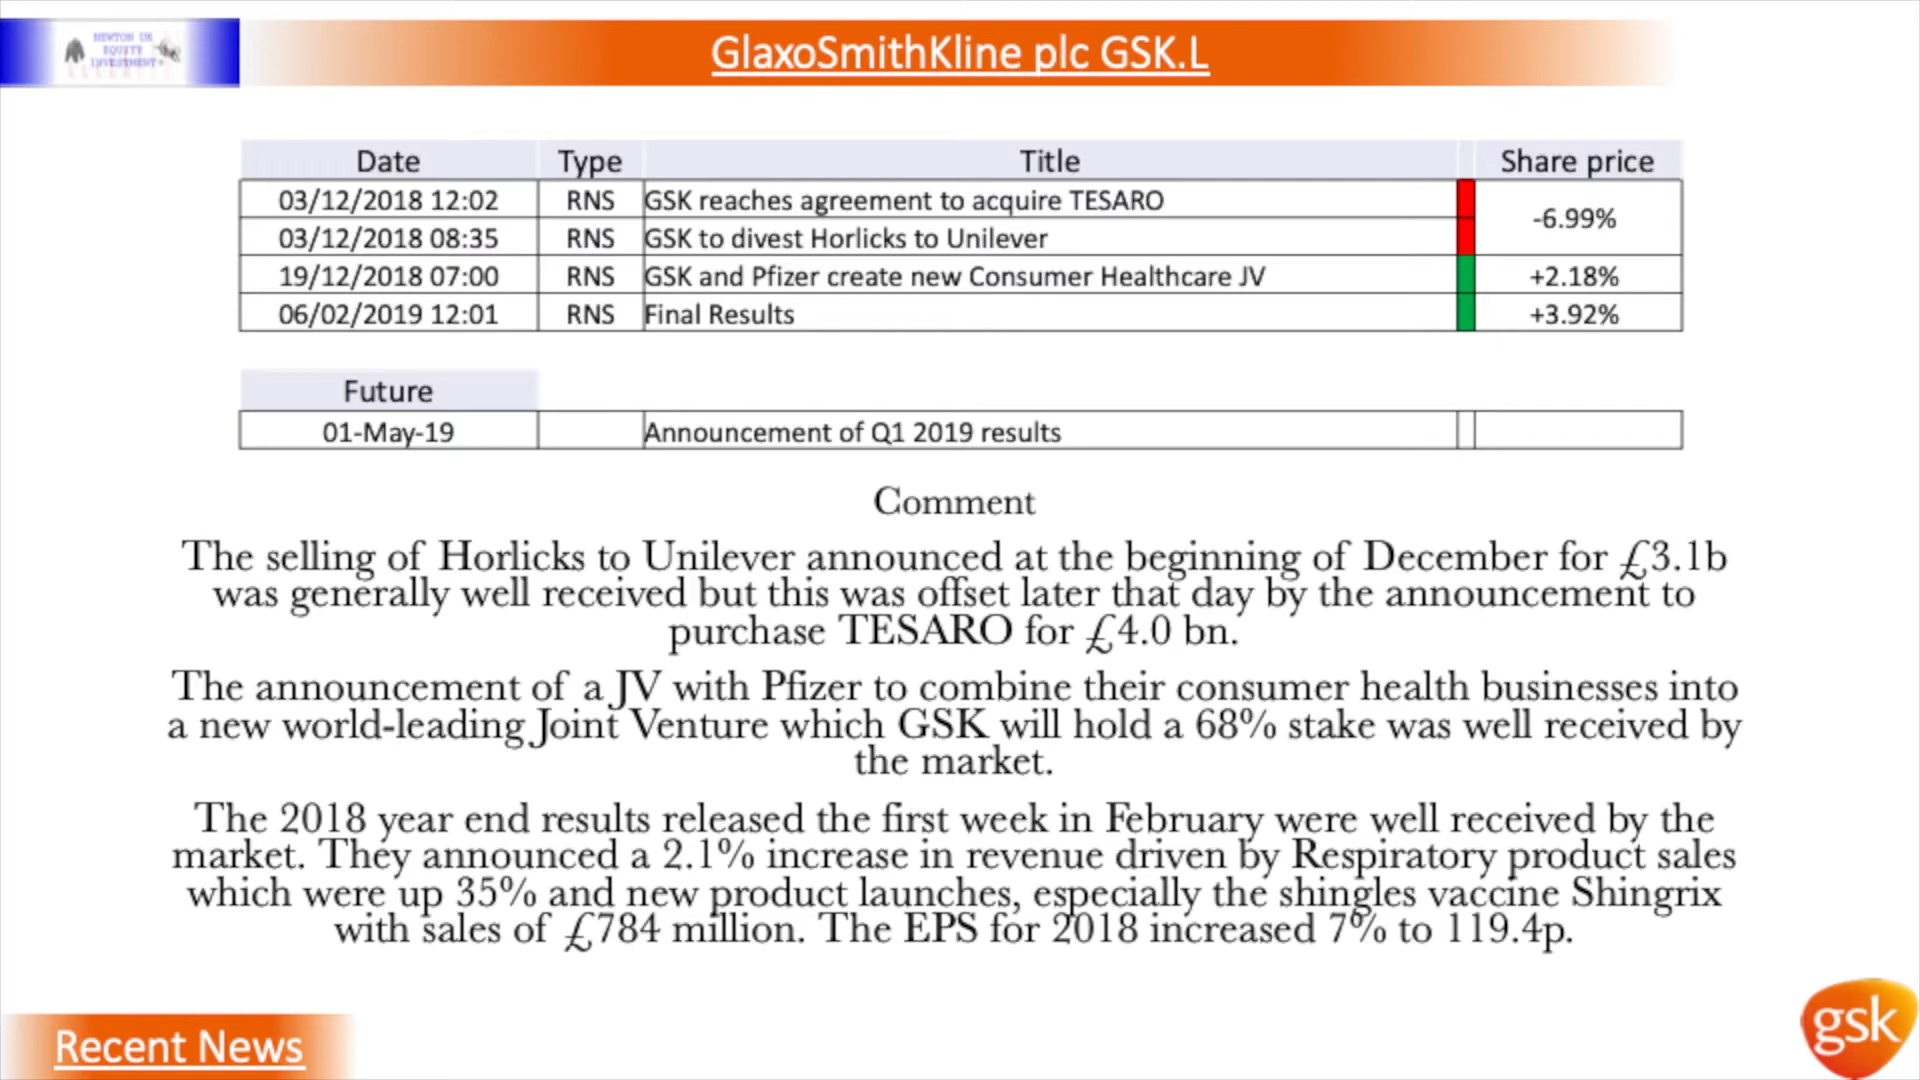 NEWTON UK
EQUITY
INVESTMENT
GlaxoSmithKline plc GSK.L
Date Type Title Share price
03/12/2018 12:02 RNS GSK reaches agreement to acquire TESARO
-6.99%
03/12/2018 08:35 RNS GSK to divest Horlicks to Unilever
19/12/2018 07:00 RNS GSK and Pfizer create new Consumer Healthcare JV +2.18%
06/02/2019 12:01 RNS Final Results +3.92%
Future
01-May-19 Announcement of Q1 2019 results
Comment
The selling of Horlicks to Unilever announced at the beginning of December for £3.1b
was generally well received but this was offset later that day by the announcement to
purchase TESARO for £4.0 bn.
The announcement of a JV with Pfizer to combine their consumer health businesses into
a new world-leading Joint Venture which GSK will hold a 68% stake was well received by
the market.
The 2018 year end results released the first week in February were well received by the
market. They announced a 2.1% increase in revenue driven by Respiratory product sales
which were up 35% and new product launches, especially the shingles vaccine Shingrix
with sales of £784 million. The EPS for 2018 increased 7% to 119.4p.
Recent News
gsk